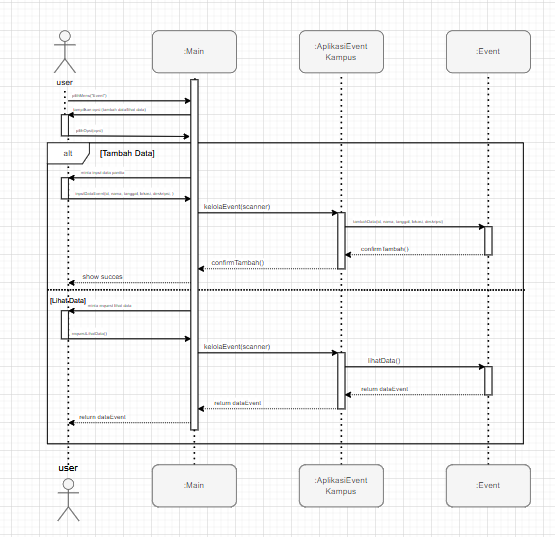 :Main
:AplikasiEvent
Kampus
:Event
user
pilihMenu("Event")
tampilkan opsi (tambah data/lihat data)
pilihOpsi(opsi)
alt
[Tambah Data]
minta input data
inputDataEvent(id, nama, tanggal, lokasi, deskripsi, )
kelolaEvent(scanner)
tambahData(id, nama, tanggal, lokasi, deskripsi)
confirmTambah()
confirmTambah()
show succes
[LihatData]
minta request lihat data
requestLihatData()
kelolaEvent(scanner)
lihatData()
return dataEvent
return dataEvent
return dataEvent
user
:Main
:AplikasiEvent
Kampus
:Event